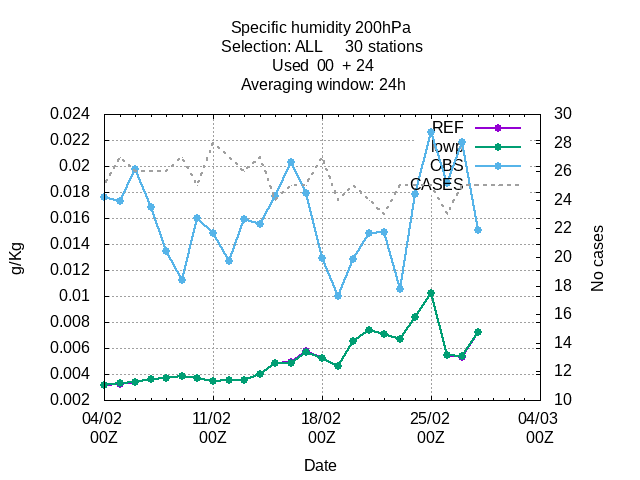 Specific humidity 200hPa
Selection: ALL     30 stations
Used  00  + 24
Averaging window: 24h
0.024
0.022
0.02
0.018
0.016
0.014
0.012
0.01
0.008
0.006
0.004
0.002
g/Kg
REF
lowp
OBS
CASES
30
28
26
24
22
20
18
16
14
12
10
No cases
04/02 11/02 18/02 25/02 04/03
00Z 00Z 00Z 00Z 00Z
Date